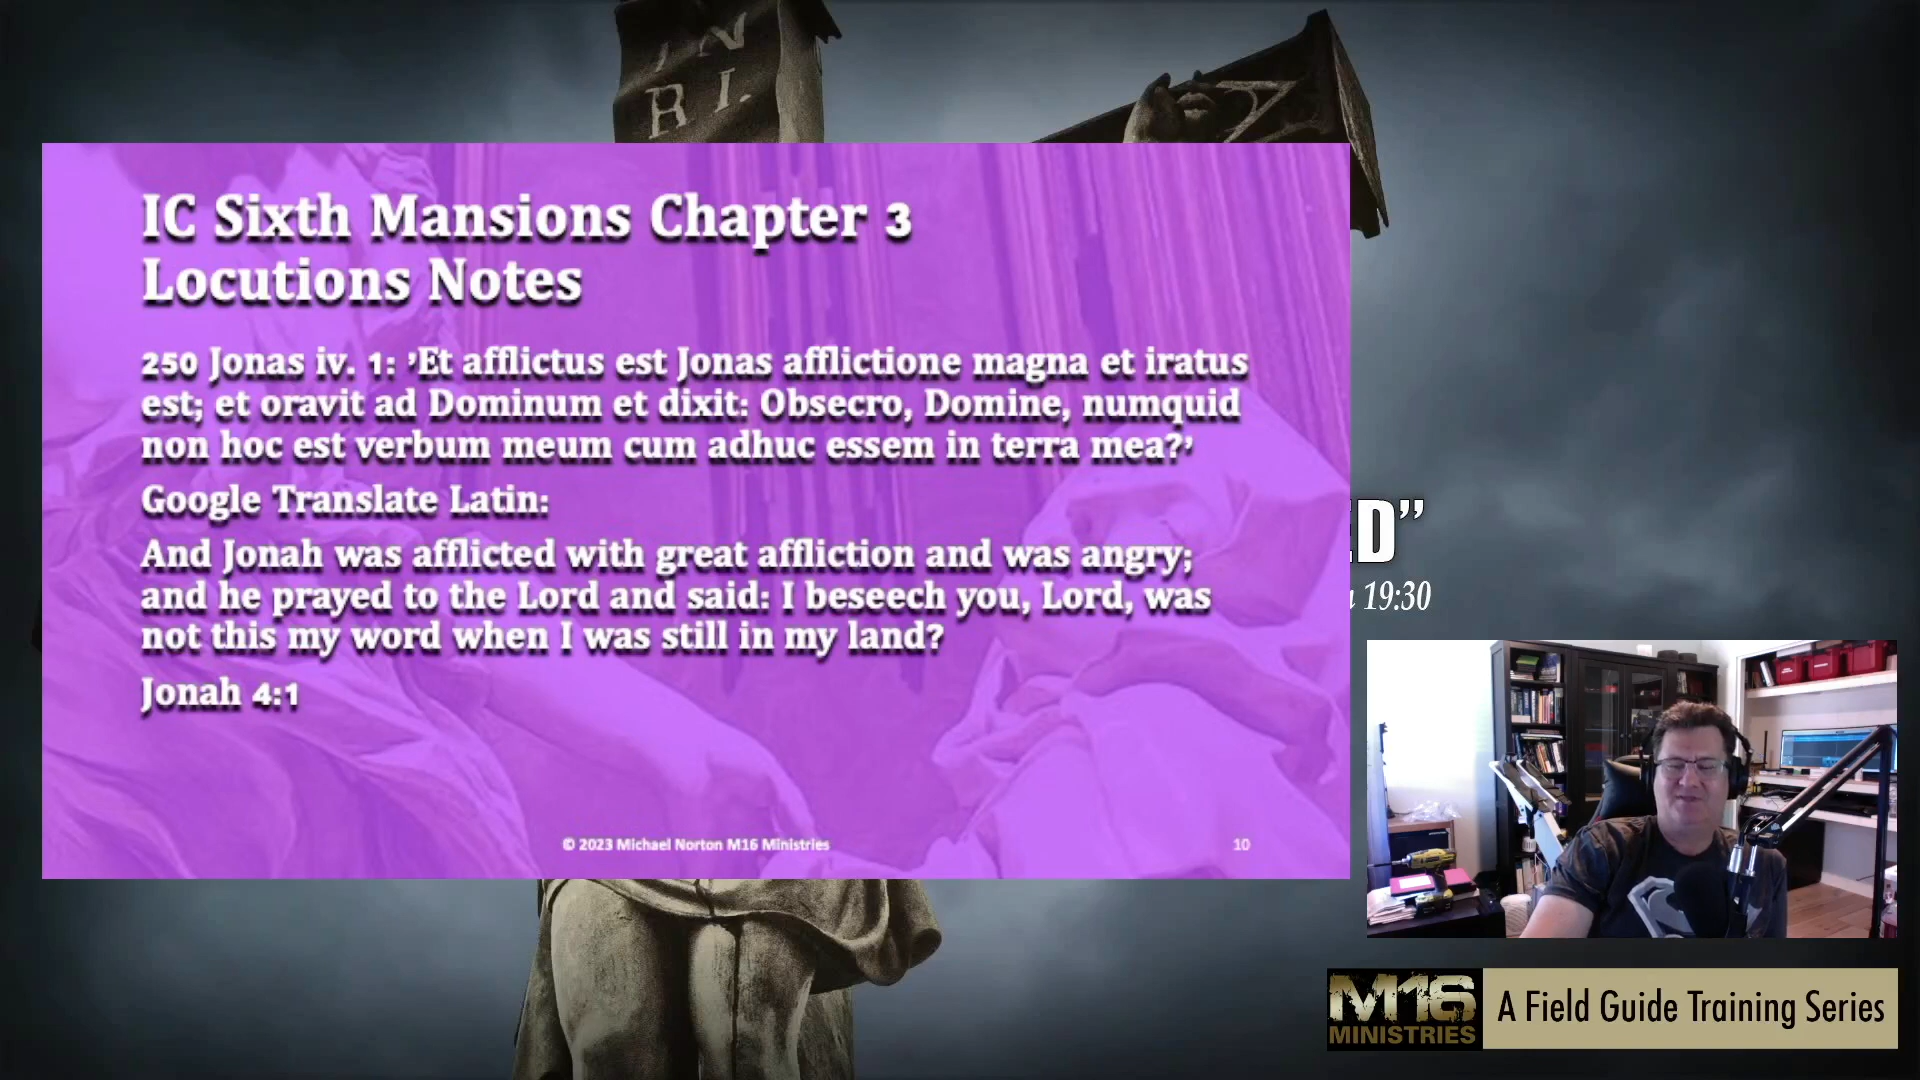 IN
RI.
IC Sixth Mansions Chapter 3
Locutions Notes
250 Jonas iv. 1: ’Et afflictus est Jonas afflictione magna et iratus
est; et oravit ad Dominum et dixit: Obsecro, Domine, numquid
non hoc est verbum meum cum adhuc essem in terra mea?’
Google Translate Latin:
And Jonah was afflicted with great affliction and was angry;
and he prayed to the Lord and said: I beseech you, Lord, was
not this my word when I was still in my land?
Jonah 4:1
© 2023 Michael Norton M16 Ministries
10
ED”
19:30
M16
MINISTRIES
A Field Guide Training Series